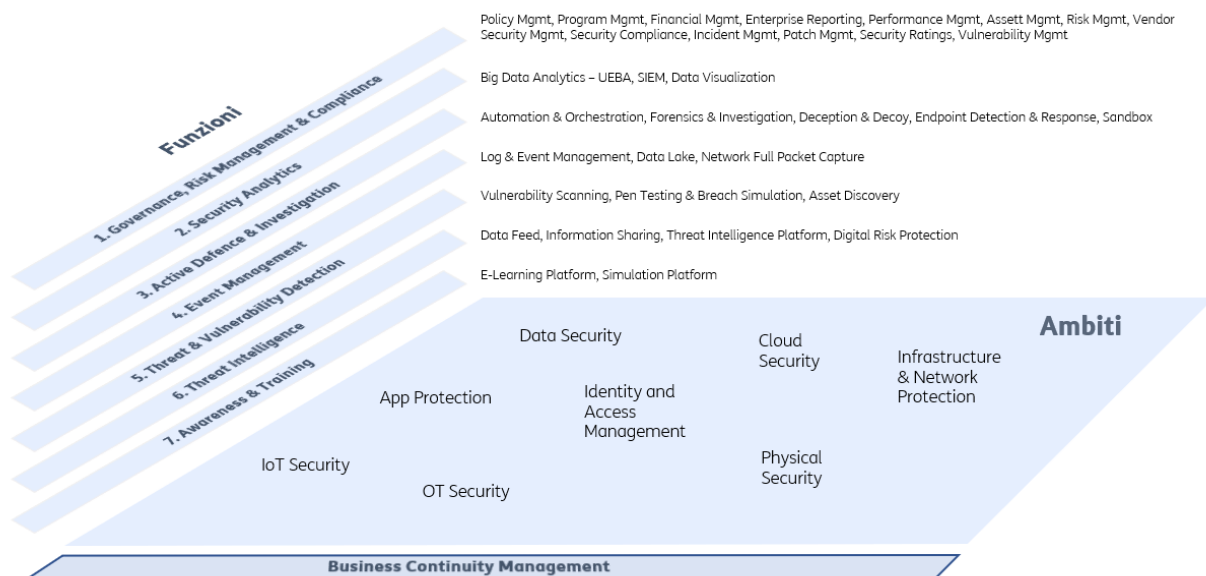 Policy Mgmt, Program Mgmt, Financial Mgmt, Enterprise Reporting, Performance Mgmt, Assett Mgmt, Risk Mgmt, Vendor
Security Mgmt, Security Compliance, Incident Mgmt, Patch Mgmt, Security Ratings, Vulnerability Mgmt
Big Data Analytics – UEBA, SIEM, Data Visualization
Automation & Orchestration, Forensics & Investigation, Deception & Decoy, Endpoint Detection & Response, Sandbox
Log & Event Management, Data Lake, Network Full Packet Capture
Vulnerability Scanning, Pen Testing & Breach Simulation, Asset Discovery
Data Feed, Information Sharing, Threat Intelligence Platform, Digital Risk Protection
E-Learning Platform, Simulation Platform
Funzioni
1. Governance, Risk Management & Compliance
2. Security Analytics
3. Active Defence & Investigation
4. Event Management
5. Threat & Vulnerability Detection
6. Threat Intelligence
7. Awareness & Training
Ambiti
Data Security
Cloud
Security
Infrastructure
& Network
Protection
App Protection
Identity and
Access
Management
IoT Security
OT Security
Physical
Security
Business Continuity Management